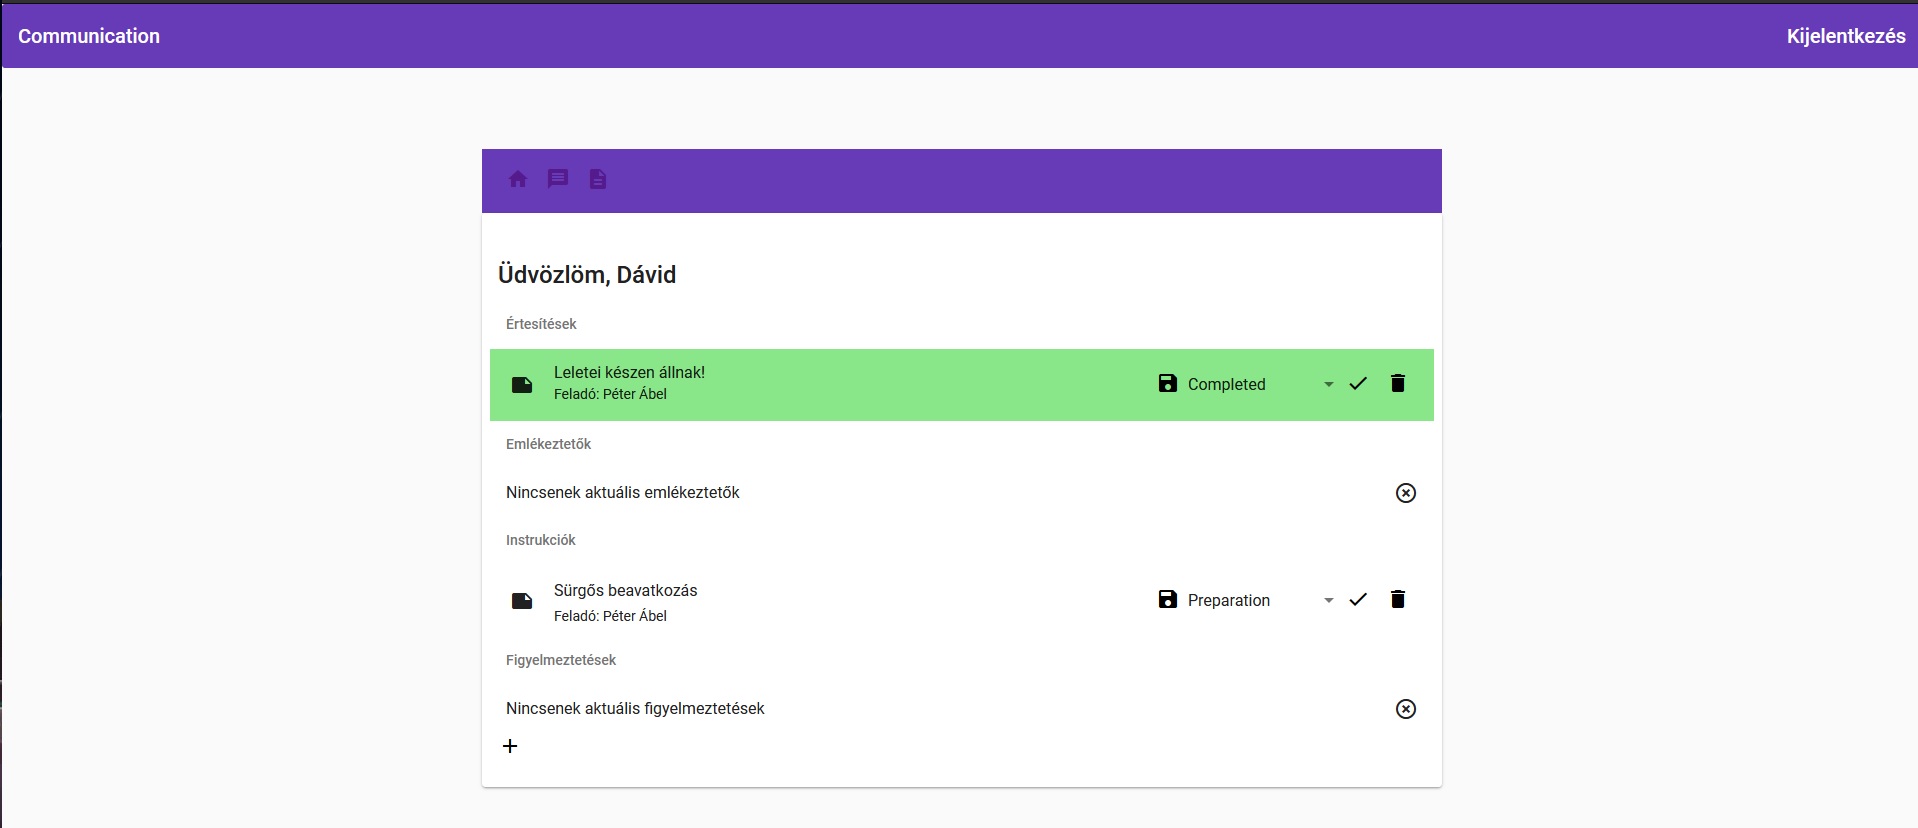 Communication
Kijelentkezés
Üdvözlöm, Dávid
Értesítések
Leletei készen állnak!
Feladó: Péter Ábel
Completed
Emlékeztetők
Nincsenek aktuális emlékeztetők
Instrukciók
Sürgős beavatkozás
Feladó: Péter Ábel
Preparation
Figyelmeztetések
Nincsenek aktuális figyelmeztetések